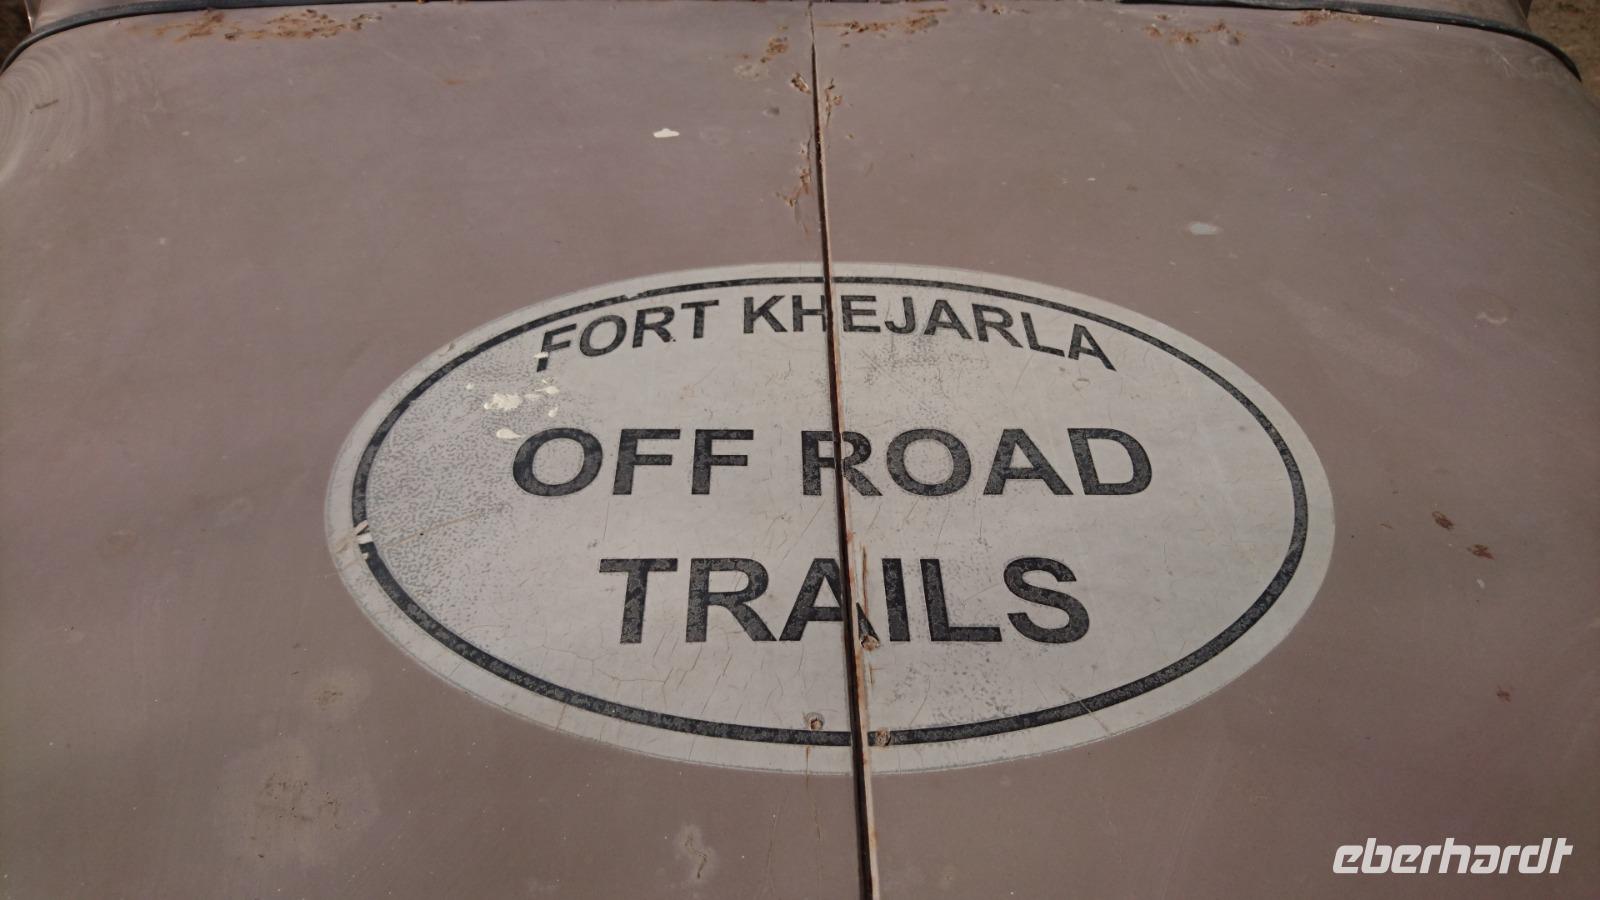 FORT KHEJARLA
OFF ROAD
TRAILS
eberhardt